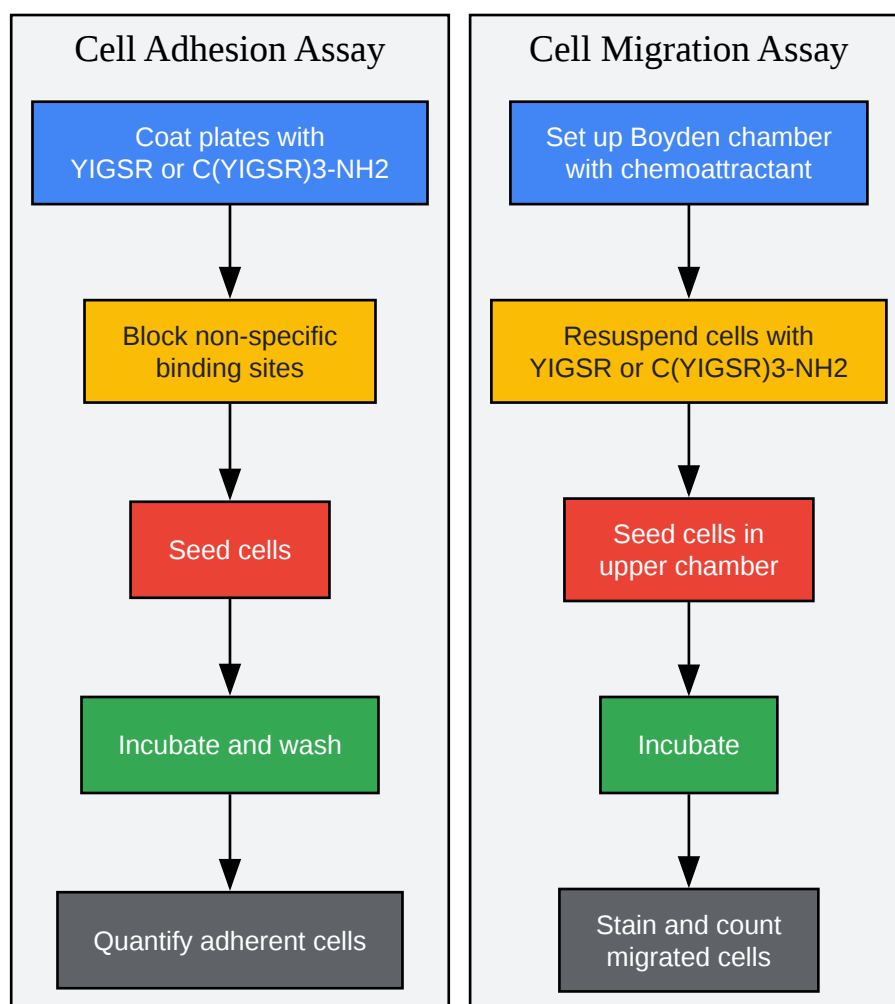 Cell Adhesion Assay
Coat plates with
YIGSR or C(YIGSR)3-NH2
Block non-specific
binding sites
Seed cells
Incubate and wash
Quantify adherent cells
Cell Migration Assay
Set up Boyden chamber
with chemoattractant
Resuspend cells with
YIGSR or C(YIGSR)3-NH2
Seed cells in
upper chamber
Incubate
Stain and count
migrated cells